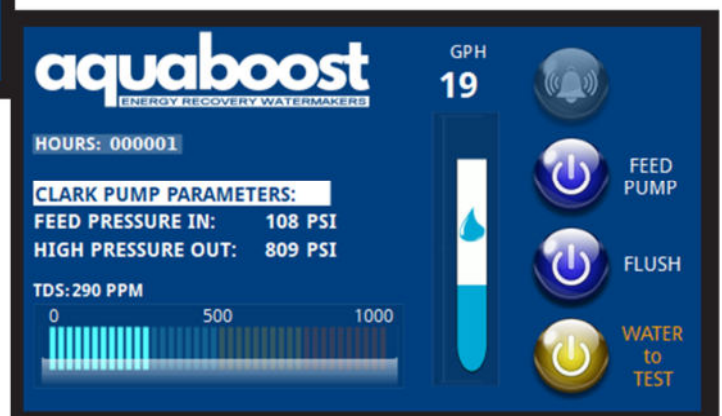 aquaboost
ENERGY RECOVERY WATERMAKERS
HOURS: 000001
CLARK PUMP PARAMETERS:
FEED PRESSURE IN: 108 PSI
HIGH PRESSURE OUT: 809 PSI
TDS:290 PPM
0 500 1000
GPH
19
FEED
PUMP
FLUSH
WATER
to
TEST